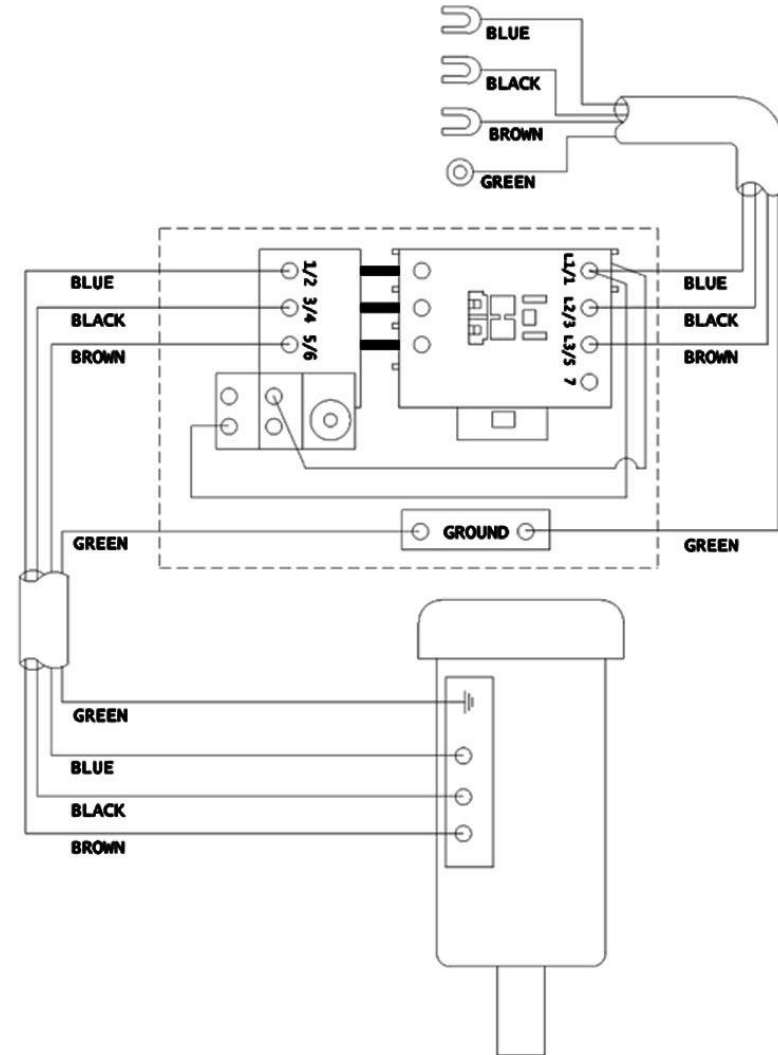 BLUE
BLACK
BROWN
GREEN
1/2
3/4
5/6
L1/1
L2/3
L3/5
7
BLUE
BLACK
BROWN
BLUE
BLACK
BROWN
GREEN
GROUND
GREEN
GREEN
BLUE
BLACK
BROWN